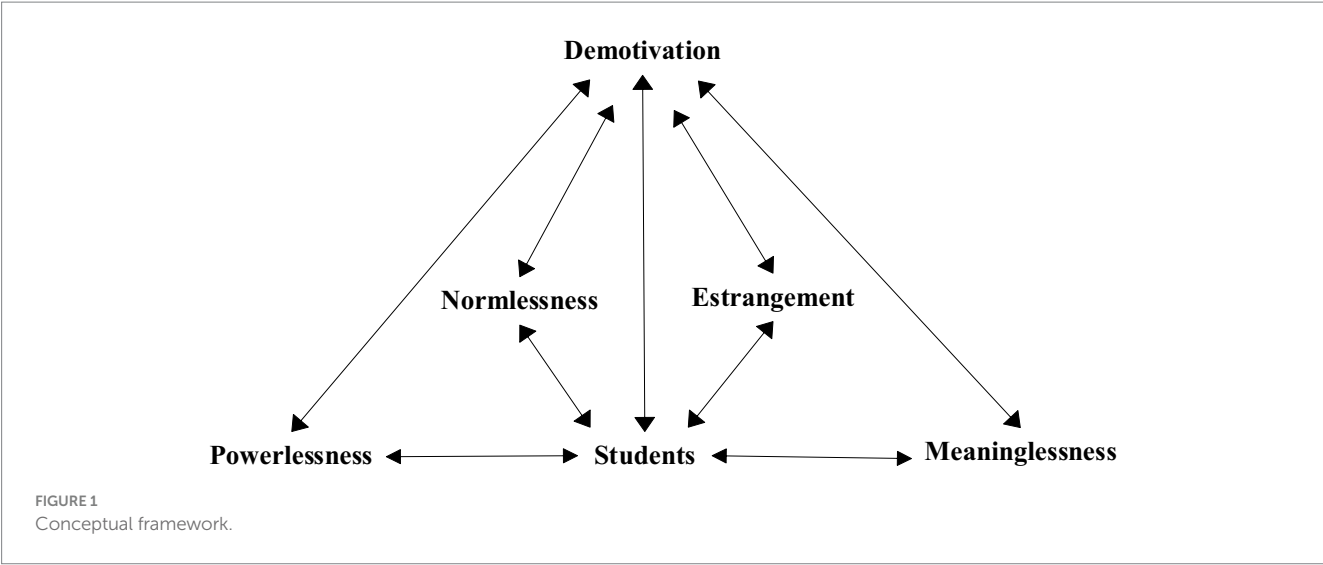 Demotivation
Normlessness
Estrangement
Powerlessness
Students
Meaninglessness
FIGURE 1
Conceptual framework.